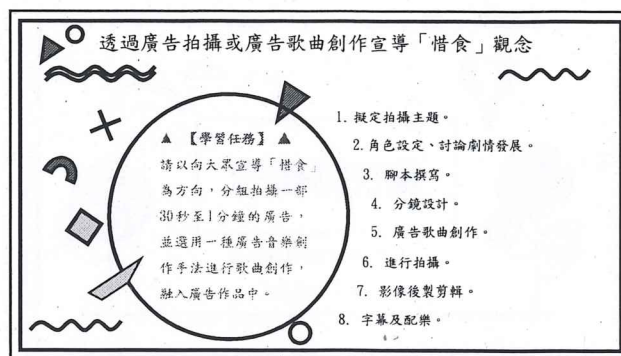 透過廣告拍攝或廣告歌曲創作宣導「惜食」觀念
▲ 【學習任務】 ▲
請以向大眾宣導「惜食」
為方向，分組拍攝一部
30秒至1分鐘的廣告，
並選用一種廣告音樂創
作手法進行歌曲創作，
融入廣告作品中。
1. 擬定拍攝主題。
2. 角色設定、討論劇情發展。
3. 腳本撰寫。
4. 分鏡設計。
5. 廣告歌曲創作。
6. 進行拍攝。
7. 影像後製剪輯。
8. 字幕及配樂。